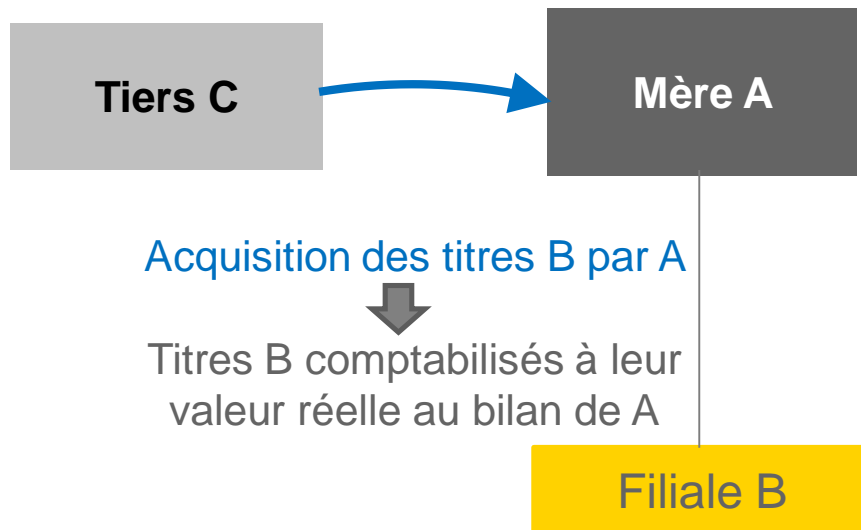 Tiers C
Mère A
Acquisition des titres B par A
Titres B comptabilisés à leur
valeur réelle au bilan de A
Filiale B